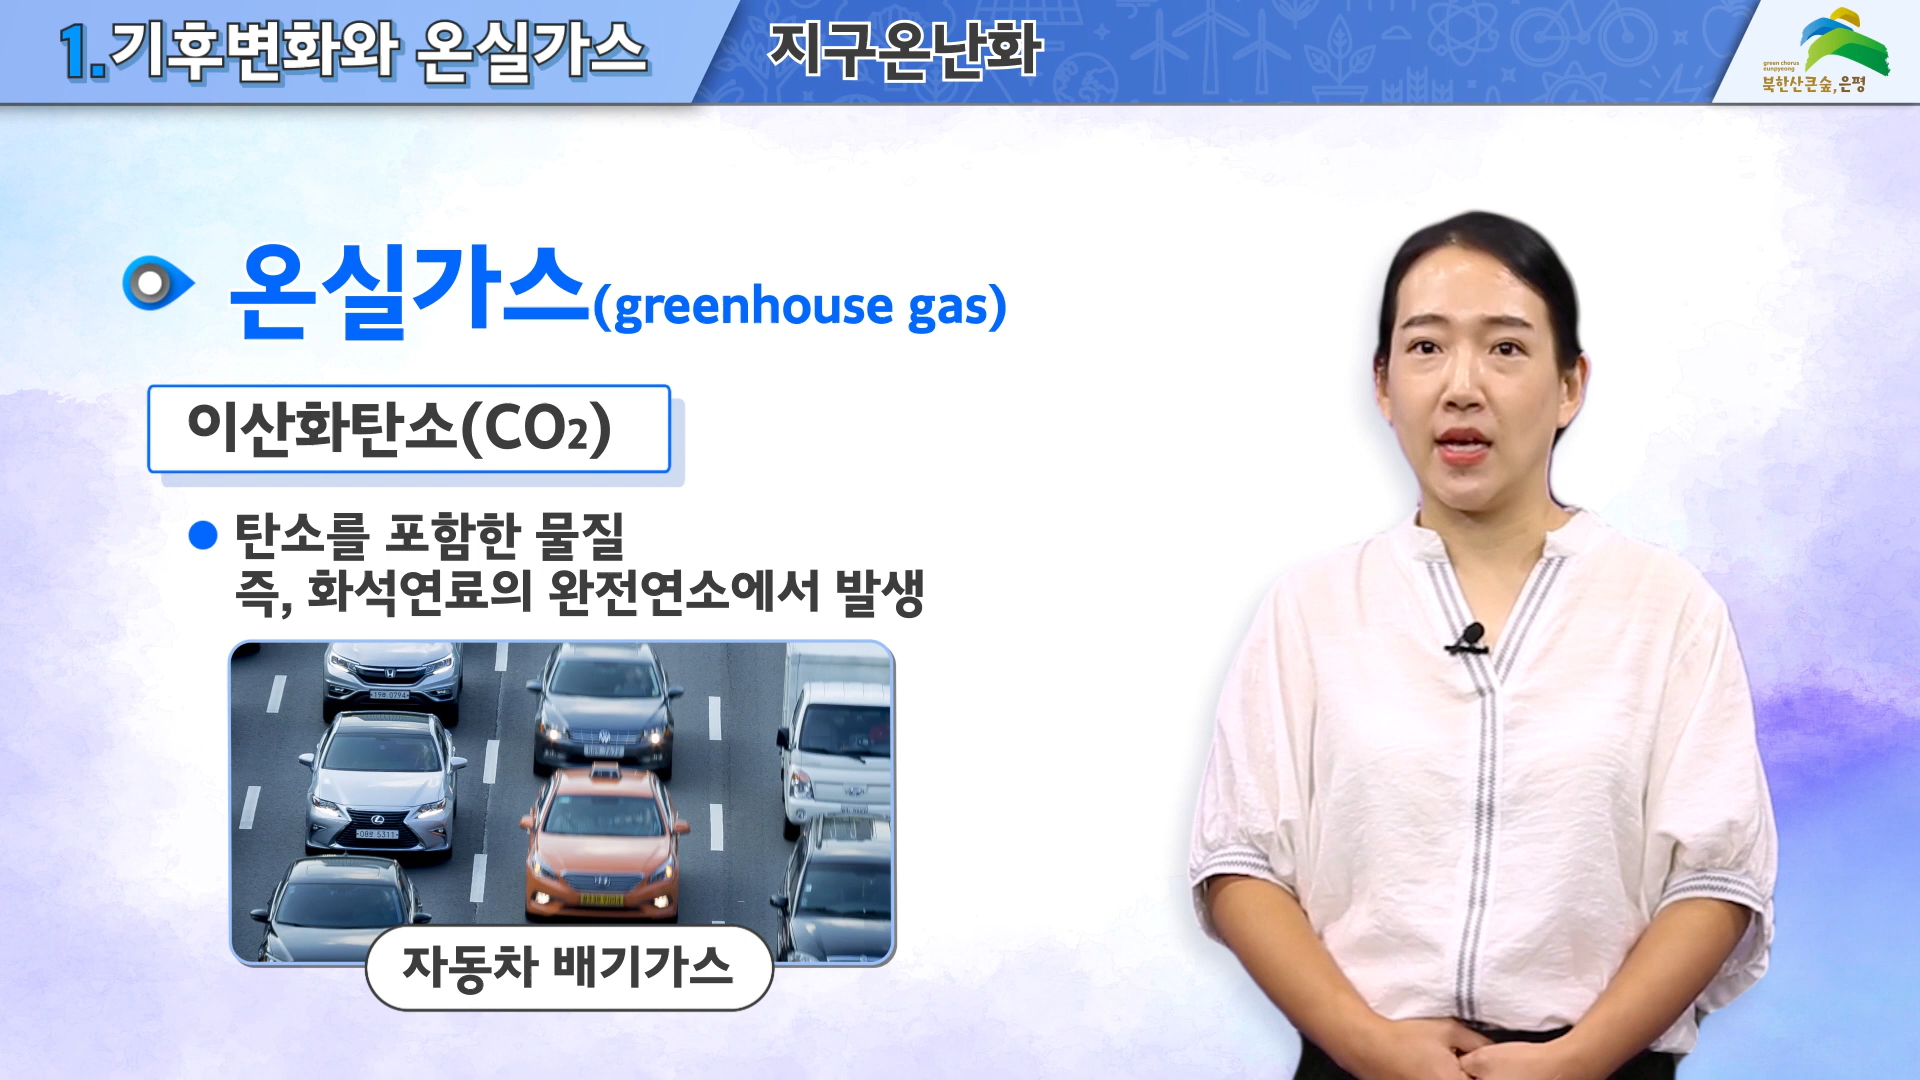 1.기후변화와 온실가스
지구온난화
green chorus
eunpyeong
북한산큰숲,은평
온실가스(greenhouse gas)
이산화탄소(CO₂)
탄소를 포함한 물질
즉, 화석연료의 완전연소에서 발생
자동차 배기가스